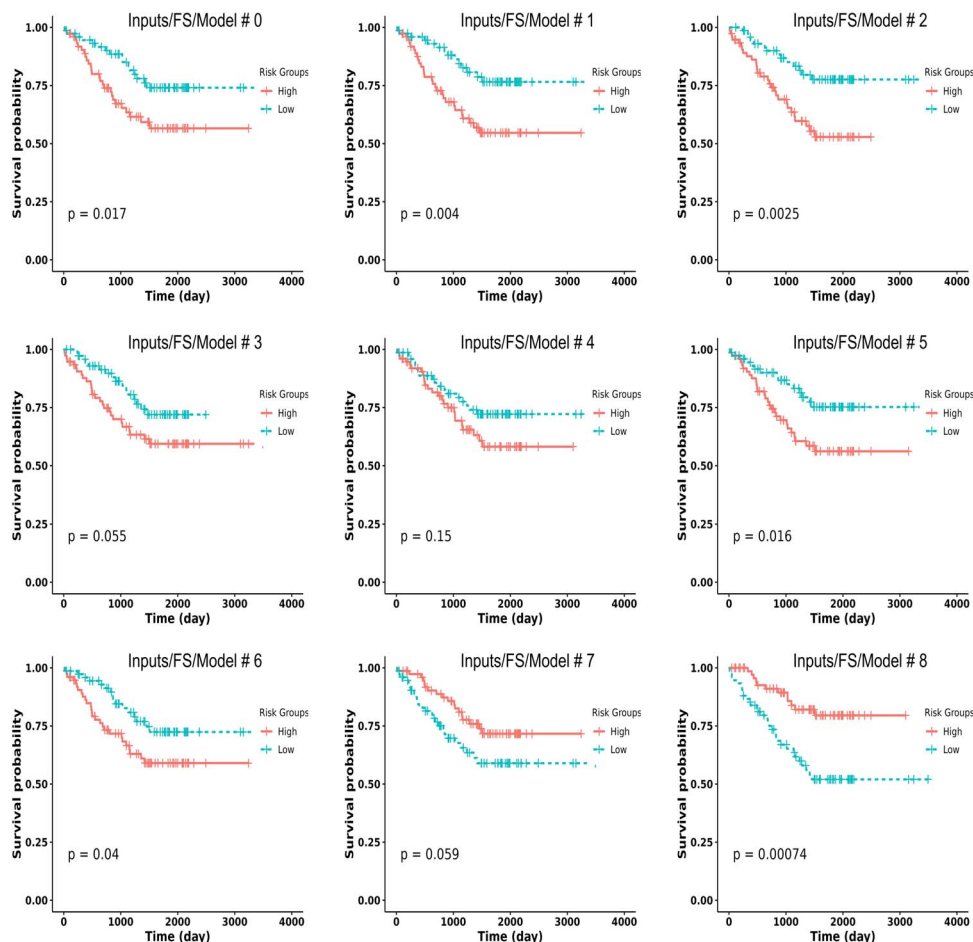 Inputs/FS/Model # 0
Survival probability
1.00
0.75
0.50
0.25
0.00
Risk Groups
High
Low
p = 0.017
0 1000 2000 3000 4000
Time (day)
Inputs/FS/Model # 1
Survival probability
1.00
0.75
0.50
0.25
0.00
Risk Groups
High
Low
p = 0.004
0 1000 2000 3000 4000
Time (day)
Inputs/FS/Model # 2
Survival probability
1.00
0.75
0.50
0.25
0.00
Risk Groups
High
Low
p = 0.0025
0 1000 2000 3000 4000
Time (day)
Inputs/FS/Model # 3
Survival probability
1.00
0.75
0.50
0.25
0.00
Risk Groups
High
Low
p = 0.055
0 1000 2000 3000 4000
Time (day)
Inputs/FS/Model # 4
Survival probability
1.00
0.75
0.50
0.25
0.00
Risk Groups
High
Low
p = 0.15
0 1000 2000 3000 4000
Time (day)
Inputs/FS/Model # 5
Survival probability
1.00
0.75
0.50
0.25
0.00
Risk Groups
High
Low
p = 0.016
0 1000 2000 3000 4000
Time (day)
Inputs/FS/Model # 6
Survival probability
1.00
0.75
0.50
0.25
0.00
Risk Groups
High
Low
p = 0.04
0 1000 2000 3000 4000
Time (day)
Inputs/FS/Model # 7
Survival probability
1.00
0.75
0.50
0.25
0.00
Risk Groups
High
Low
p = 0.059
0 1000 2000 3000 4000
Time (day)
Inputs/FS/Model # 8
Survival probability
1.00
0.75
0.50
0.25
0.00
Risk Groups
High
Low
p = 0.00074
0 1000 2000 3000 4000
Time (day)